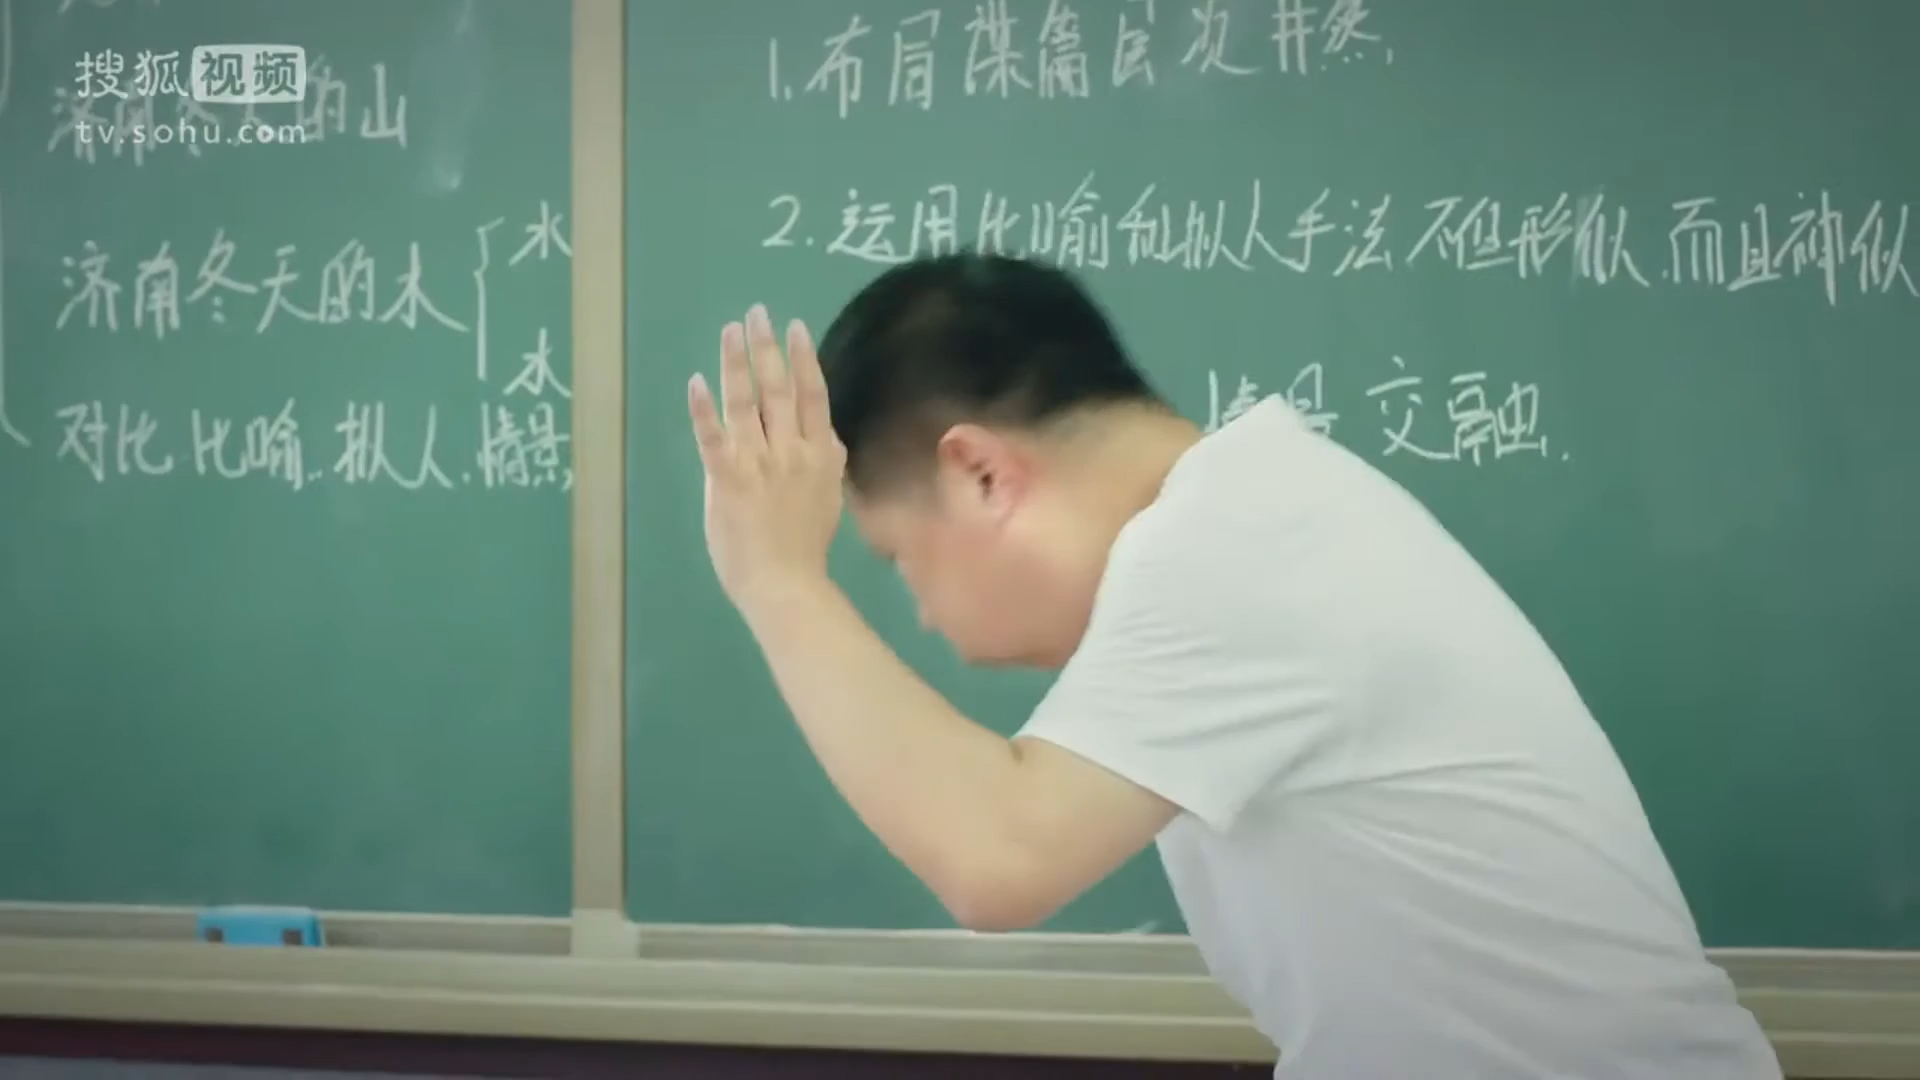 搜狐视频
tv.sohu.com
济南冬天的山
济南冬天的水
水
水
对比.比喻.拟人.情景
1.布局谋篇层次井然.
2.运用比喻和拟人手法不但形似.而且神似
情景交融.